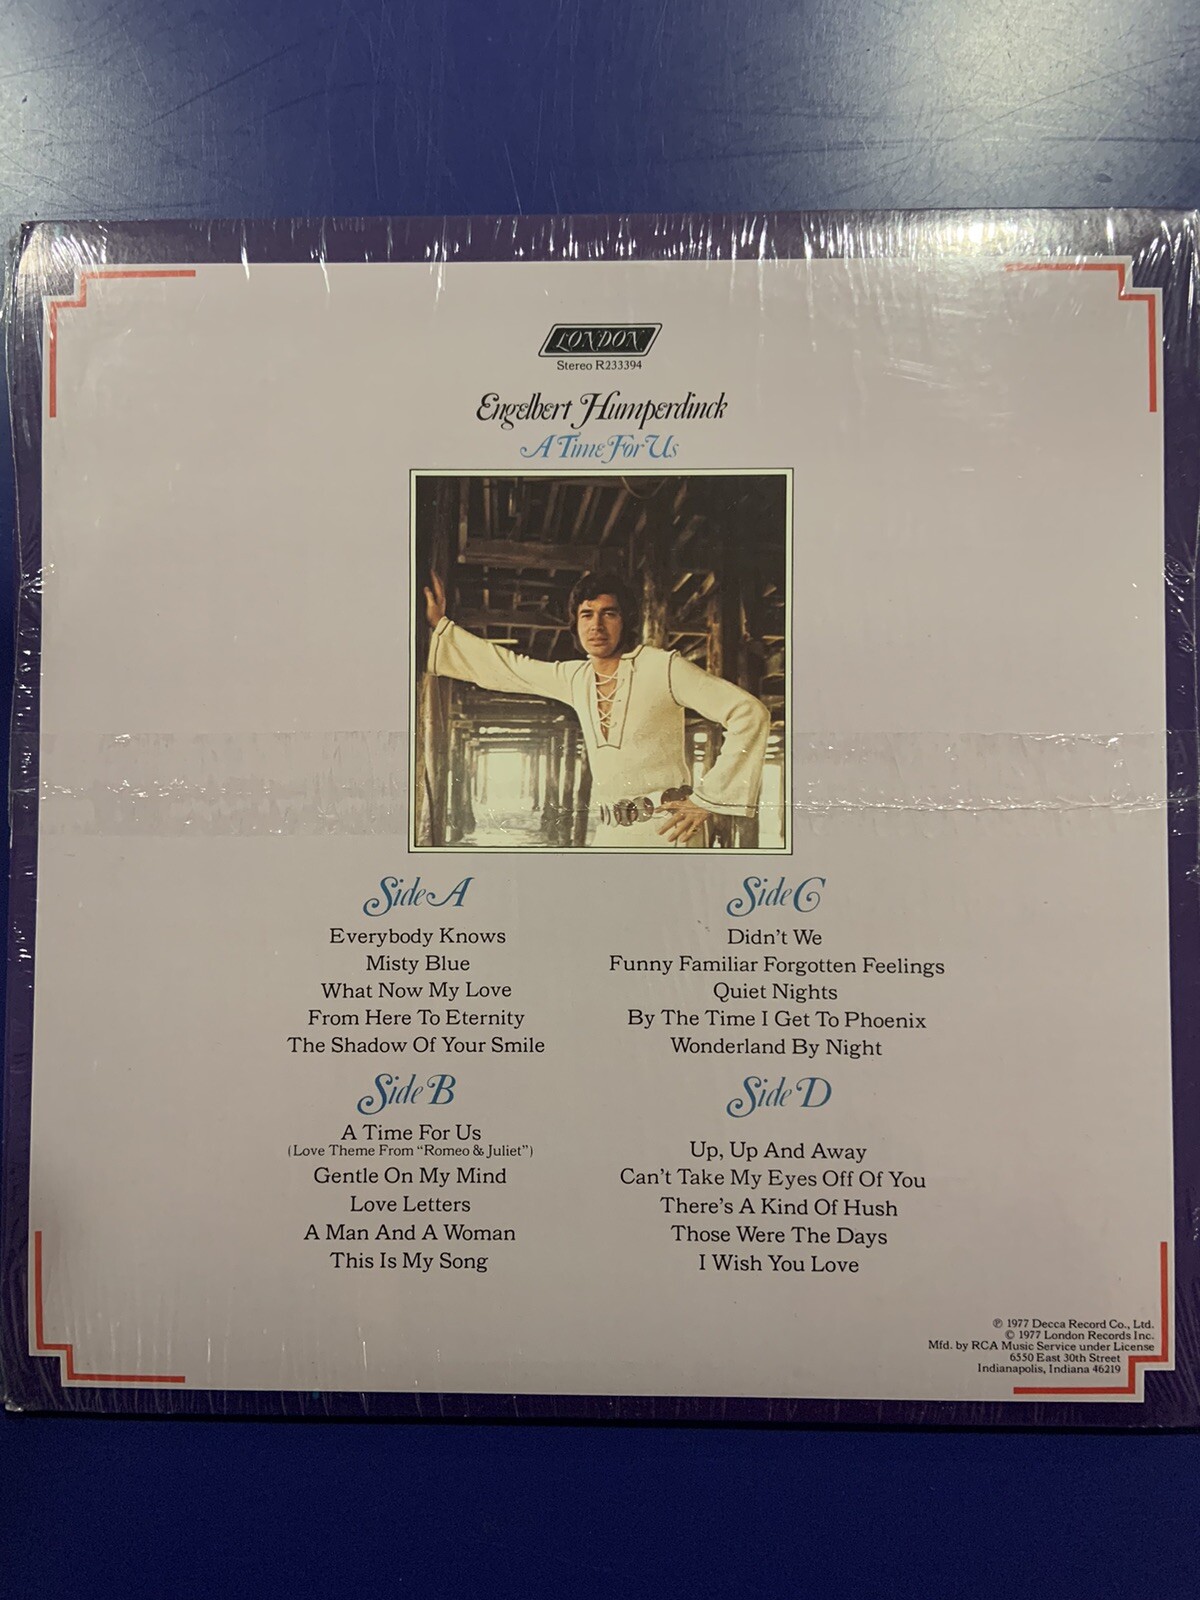 LONDON
Stereo R233394
Engelbert Humperdinck
A Time For Us
Side A
Everybody Knows
Misty Blue
What Now My Love
From Here To Eternity
The Shadow Of Your Smile
Side B
A Time For Us
(Love Theme From “Romeo & Juliet”)
Gentle On My Mind
Love Letters
A Man And A Woman
This Is My Song
Side C
Didn't We
Funny Familiar Forgotten Feelings
Quiet Nights
By The Time I Get To Phoenix
Wonderland By Night
Side D
Up, Up And Away
Can't Take My Eyes Off Of You
There's A Kind Of Hush
Those Were The Days
I Wish You Love
℗ 1977 Decca Record Co., Ltd.
© 1977 London Records Inc.
Mfd. by RCA Music Service under License
6550 East 30th Street
Indianapolis, Indiana 46219